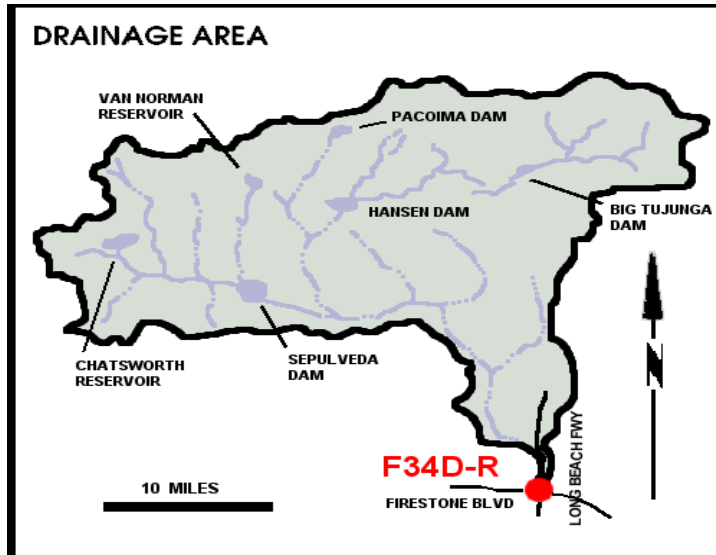 DRAINAGE AREA
VAN NORMAN
RESERVOIR
PACOIMA DAM
HANSEN DAM
BIG TUJUNGA
DAM
CHATSWORTH
RESERVOIR
SEPULVEDA
DAM
N
F34D-R
LONG BEACH FWY
10 MILES
FIRESTONE BLVD